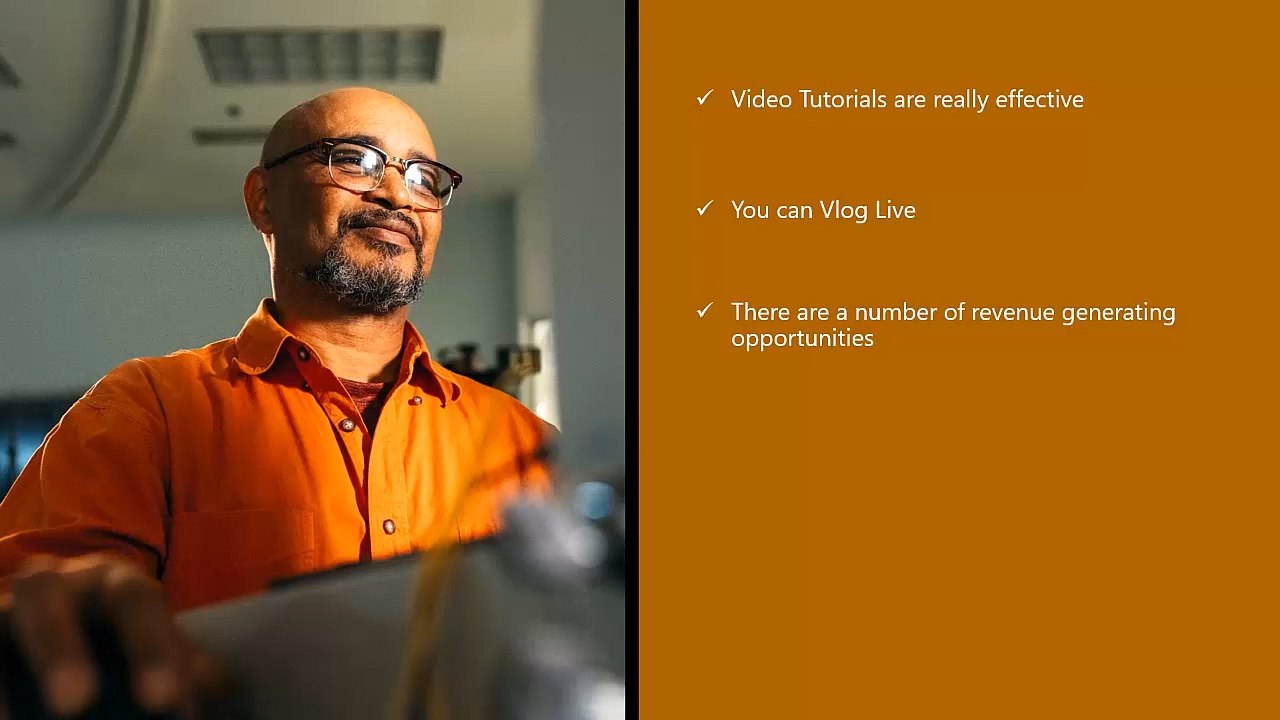 ✓ Video Tutorials are really effective
✓ You can Vlog Live
✓ There are a number of revenue generating
opportunities